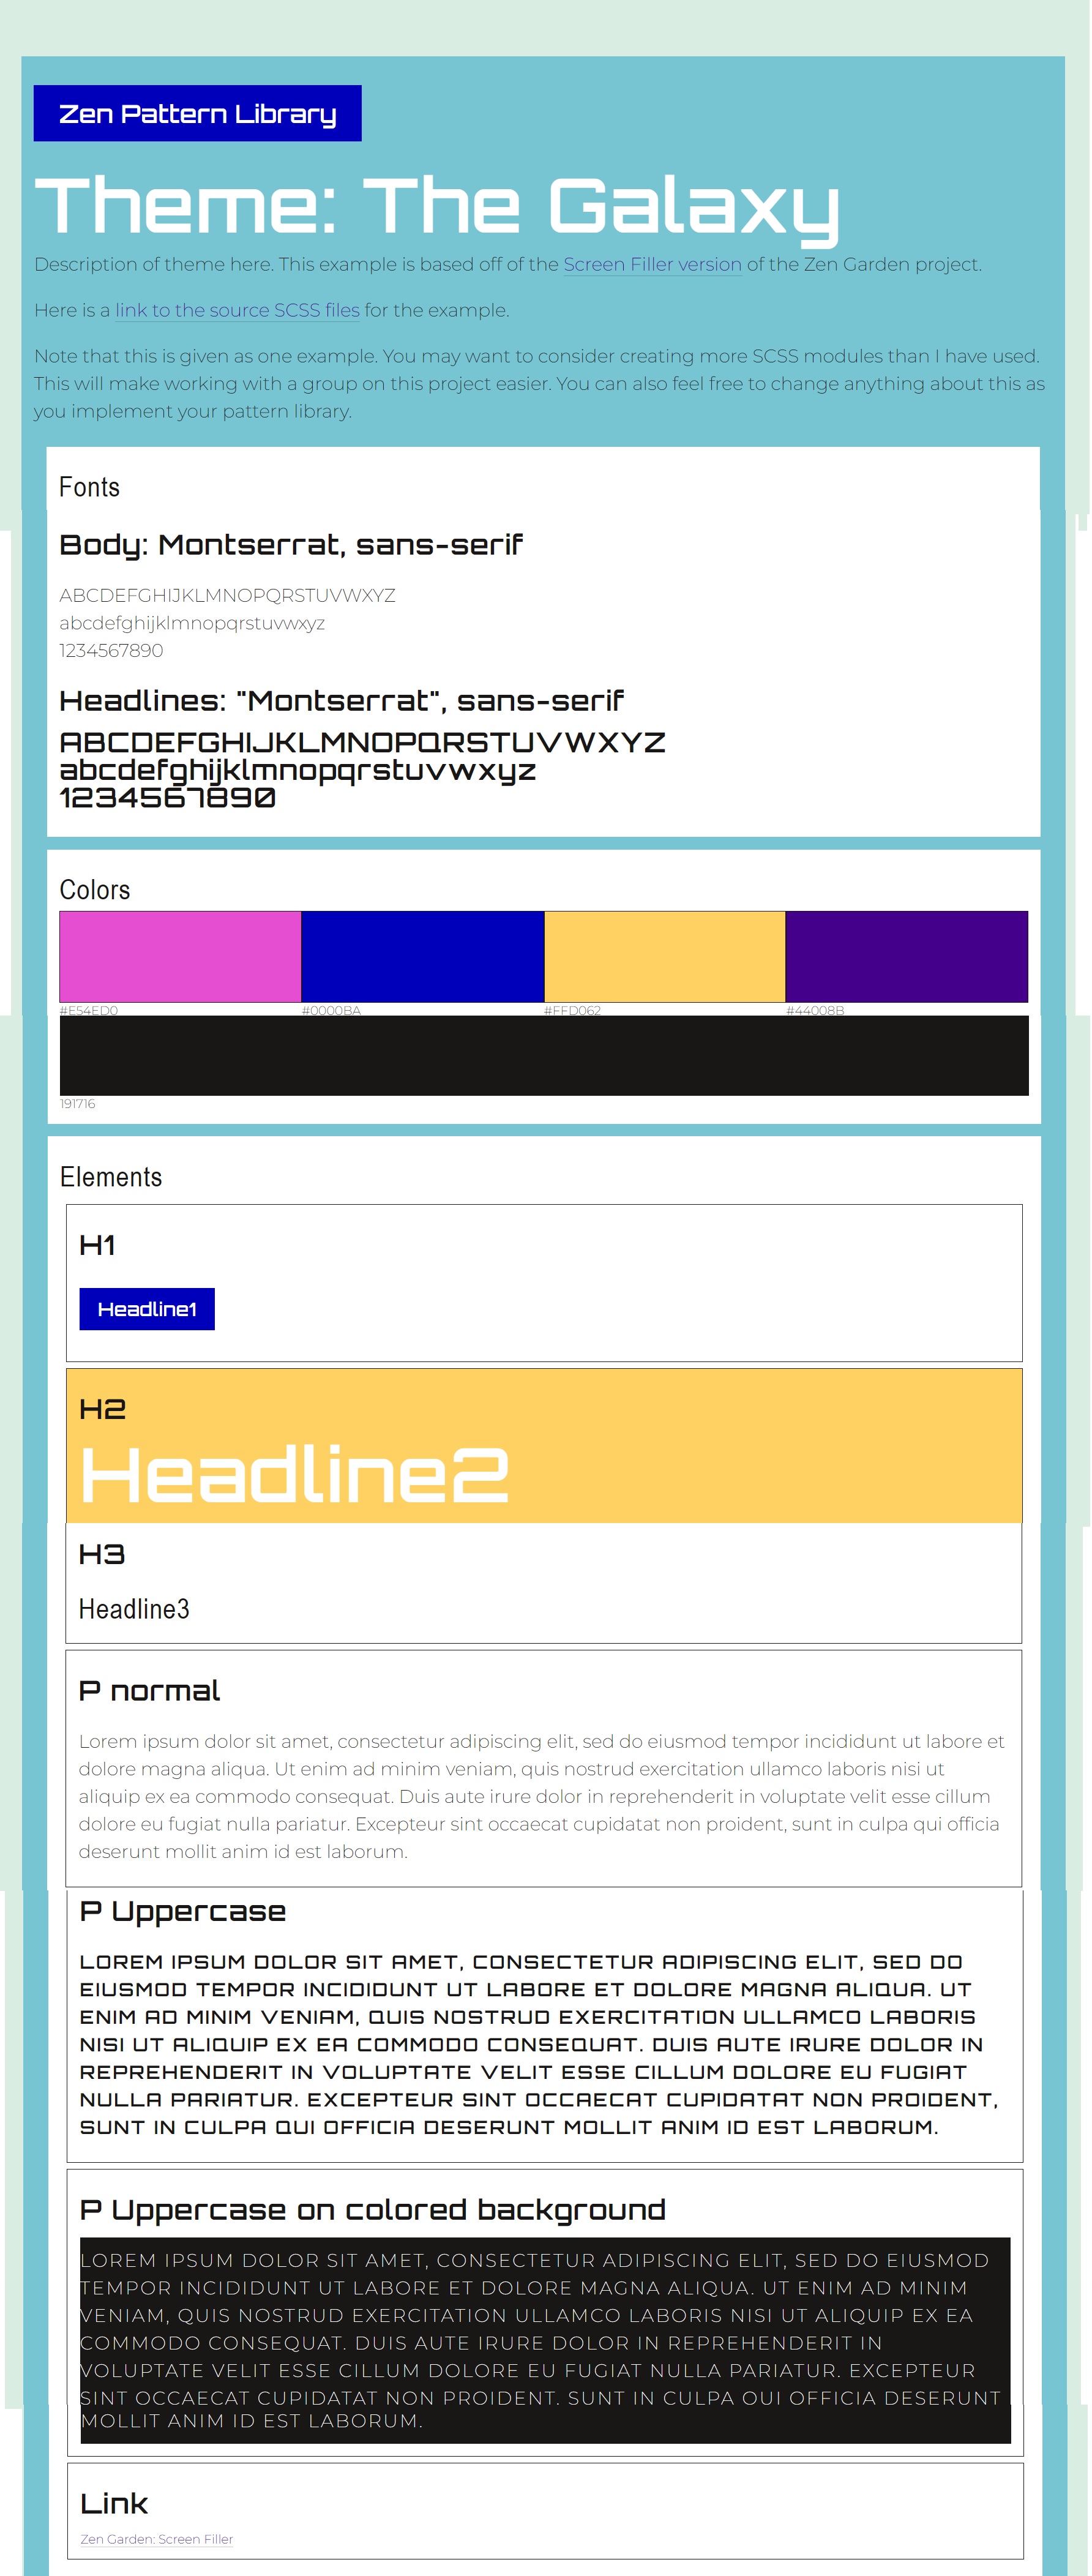 Zen Pattern Library
Theme: The Galaxy
Description of theme here. This example is based off of the Screen Filler version of the Zen Garden project.
Here is a link to the source SCSS files for the example.
Note that this is given as one example. You may want to consider creating more SCSS modules than I have used.
This will make working with a group on this project easier. You can also feel free to change anything about this as
you implement your pattern library.
Fonts
Body: Montserrat, sans-serif
ABCDEFGHIJKLMNOPQRSTUVWXYZ
abcdefghijklmnopqrstuvwxyz
1234567890
Headlines: "Montserrat", sans-serif
ABCDEFGHIJKLMNOPQRSTUVWXYZ
abcdefghijklmnopqrstuvwxyz
1234567890
Colors
#E54ED0 #0000BA #FFD062 #44008B
191716
Elements
H1
Headline1
H2
Headline2
H3
Headline3
P normal
Lorem ipsum dolor sit amet, consectetur adipiscing elit, sed do eiusmod tempor incididunt ut labore et
dolore magna aliqua. Ut enim ad minim veniam, quis nostrud exercitation ullamco laboris nisi ut
aliquip ex ea commodo consequat. Duis aute irure dolor in reprehenderit in voluptate velit esse cillum
dolore eu fugiat nulla pariatur. Excepteur sint occaecat cupidatat non proident, sunt in culpa qui officia
deserunt mollit anim id est laborum.
P Uppercase
LOREM IPSUM DOLOR SIT AMET, CONSECTETUR ADIPISCING ELIT, SED DO
EIUSMOD TEMPOR INCIDIDUNT UT LABORE ET DOLORE MAGNA ALIQUA. UT
ENIM AD MINIM VENIAM, QUIS NOSTRUD EXERCITATION ULLAMCO LABORIS
NISI UT ALIQUIP EX EA COMMODO CONSEQUAT. DUIS AUTE IRURE DOLOR IN
REPREHENDERIT IN VOLUPTATE VELIT ESSE CILLUM DOLORE EU FUGIAT
NULLA PARIATUR. EXCEPTEUR SINT OCCAECAT CUPIDATAT NON PROIDENT,
SUNT IN CULPA QUI OFFICIA DESERUNT MOLLIT ANIM ID EST LABORUM.
P Uppercase on colored background
LOREM IPSUM DOLOR SIT AMET, CONSECTETUR ADIPISCING ELIT, SED DO EIUSMOD
TEMPOR INCIDIDUNT UT LABORE ET DOLORE MAGNA ALIQUA. UT ENIM AD MINIM
VENIAM, QUIS NOSTRUD EXERCITATION ULLAMCO LABORIS NISI UT ALIQUIP EX EA
COMMODO CONSEQUAT. DUIS AUTE IRURE DOLOR IN REPREHENDERIT IN
VOLUPTATE VELIT ESSE CILLUM DOLORE EU FUGIAT NULLA PARIATUR. EXCEPTEUR
SINT OCCAECAT CUPIDATAT NON PROIDENT, SUNT IN CULPA QUI OFFICIA DESERUNT
MOLLIT ANIM ID EST LABORUM.
Link
Zen Garden: Screen Filler